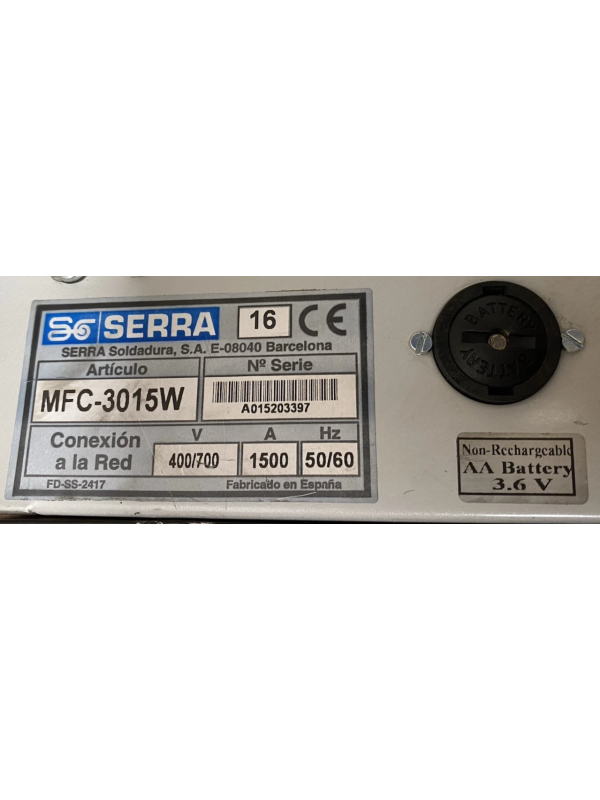 SERRA
16 CE
SERRA Soldadura, S.A. E-08040 Barcelona
Artículo
Nº Serie
MFC-3015W
A015203397
Conexión
a la Red
V A Hz
400/700 1500 50/60
FD-SS-2417
Fabricado en España
BATTERY
BATTERY
Non-Rechargeable
AA Battery
3.6 V